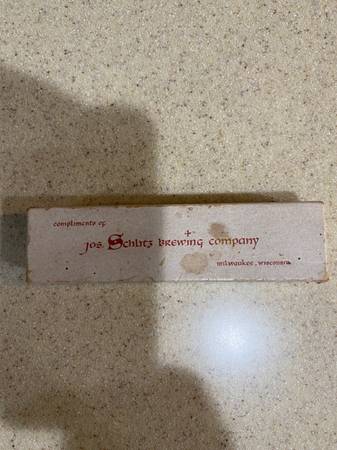 compliments of
Jos. Schlitz brewing company
milwaukee, wisconsin